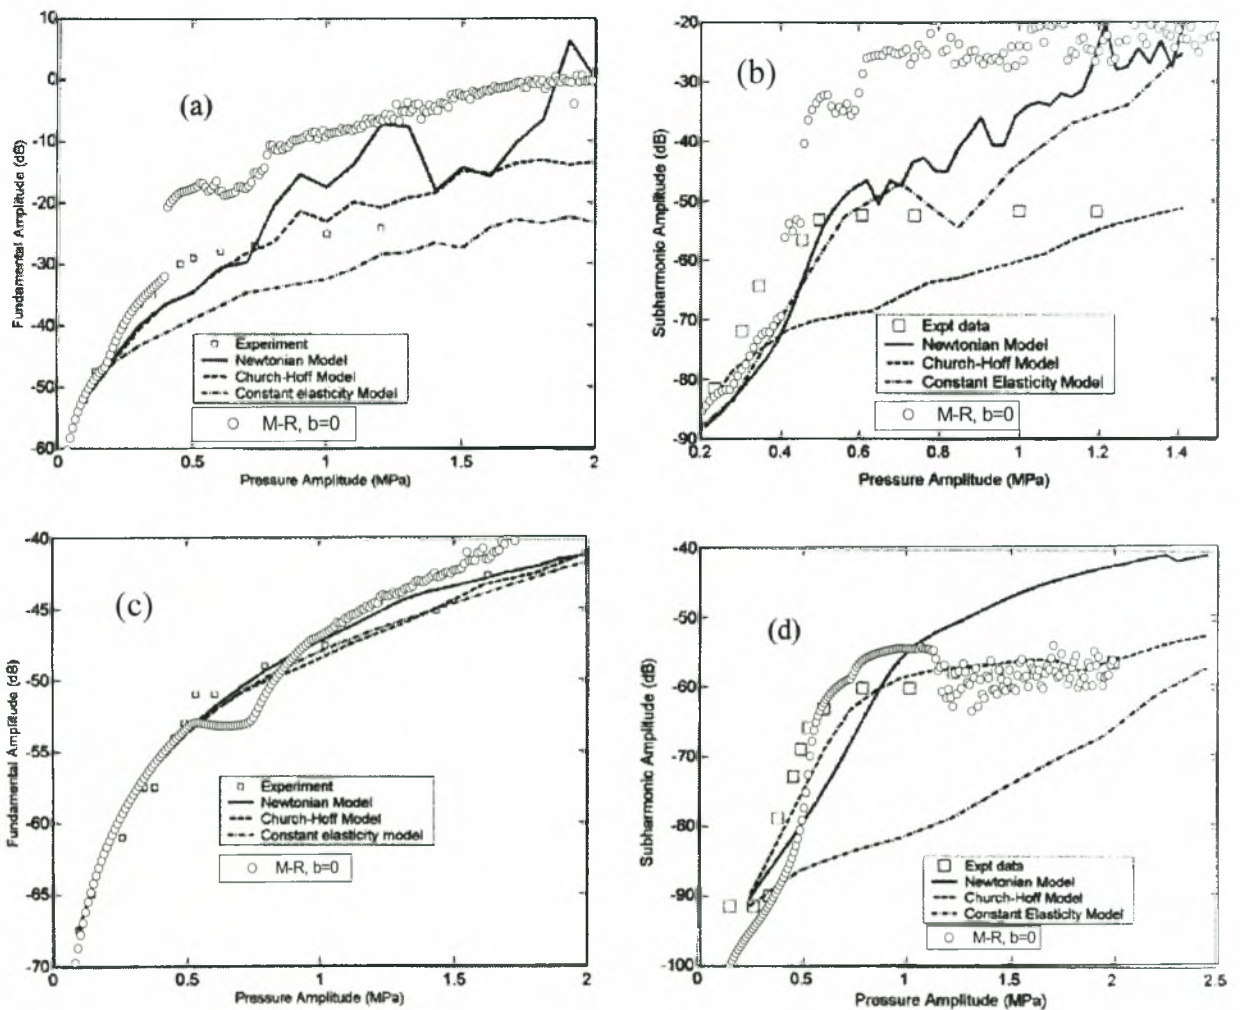 (a)
Fundamental Amplitude (dB)
10
0
-10
-20
-30
-40
-50
-60
Experiment
Newtonian Model
Church-Hoff Model
Constant elasticity Model
M-R, b=0
0
0.5
1
1.5
2
Pressure Amplitude (MPa)
(b)
Subharmonic Amplitude (dB)
-20
-30
-40
-50
-60
-70
-80
-90
Expt data
Newtonian Model
Church-Hoff Model
Constant Elasticity Model
M-R, b=0
0.2
0.4
0.6
0.8
1
1.2
1.4
Pressure Amplitude (MPa)
(c)
Fundamental Amplitude (dB)
-40
-45
-50
-55
-60
-65
-70
Experiment
Newtonian Model
Church-Hoff Model
Constant elasticity model
M-R, b=0
0
0.5
1
1.5
2
Pressure Amplitude (MPa)
(d)
Subharmonic Amplitude (dB)
-40
-50
-60
-70
-80
-90
-100
Expt data
Newtonian Model
Church-Hoff Model
Constant Elasticity Model
M-R, b=0
0
0.5
1
1.5
2
2.5
Pressure Amplitude (MPa)